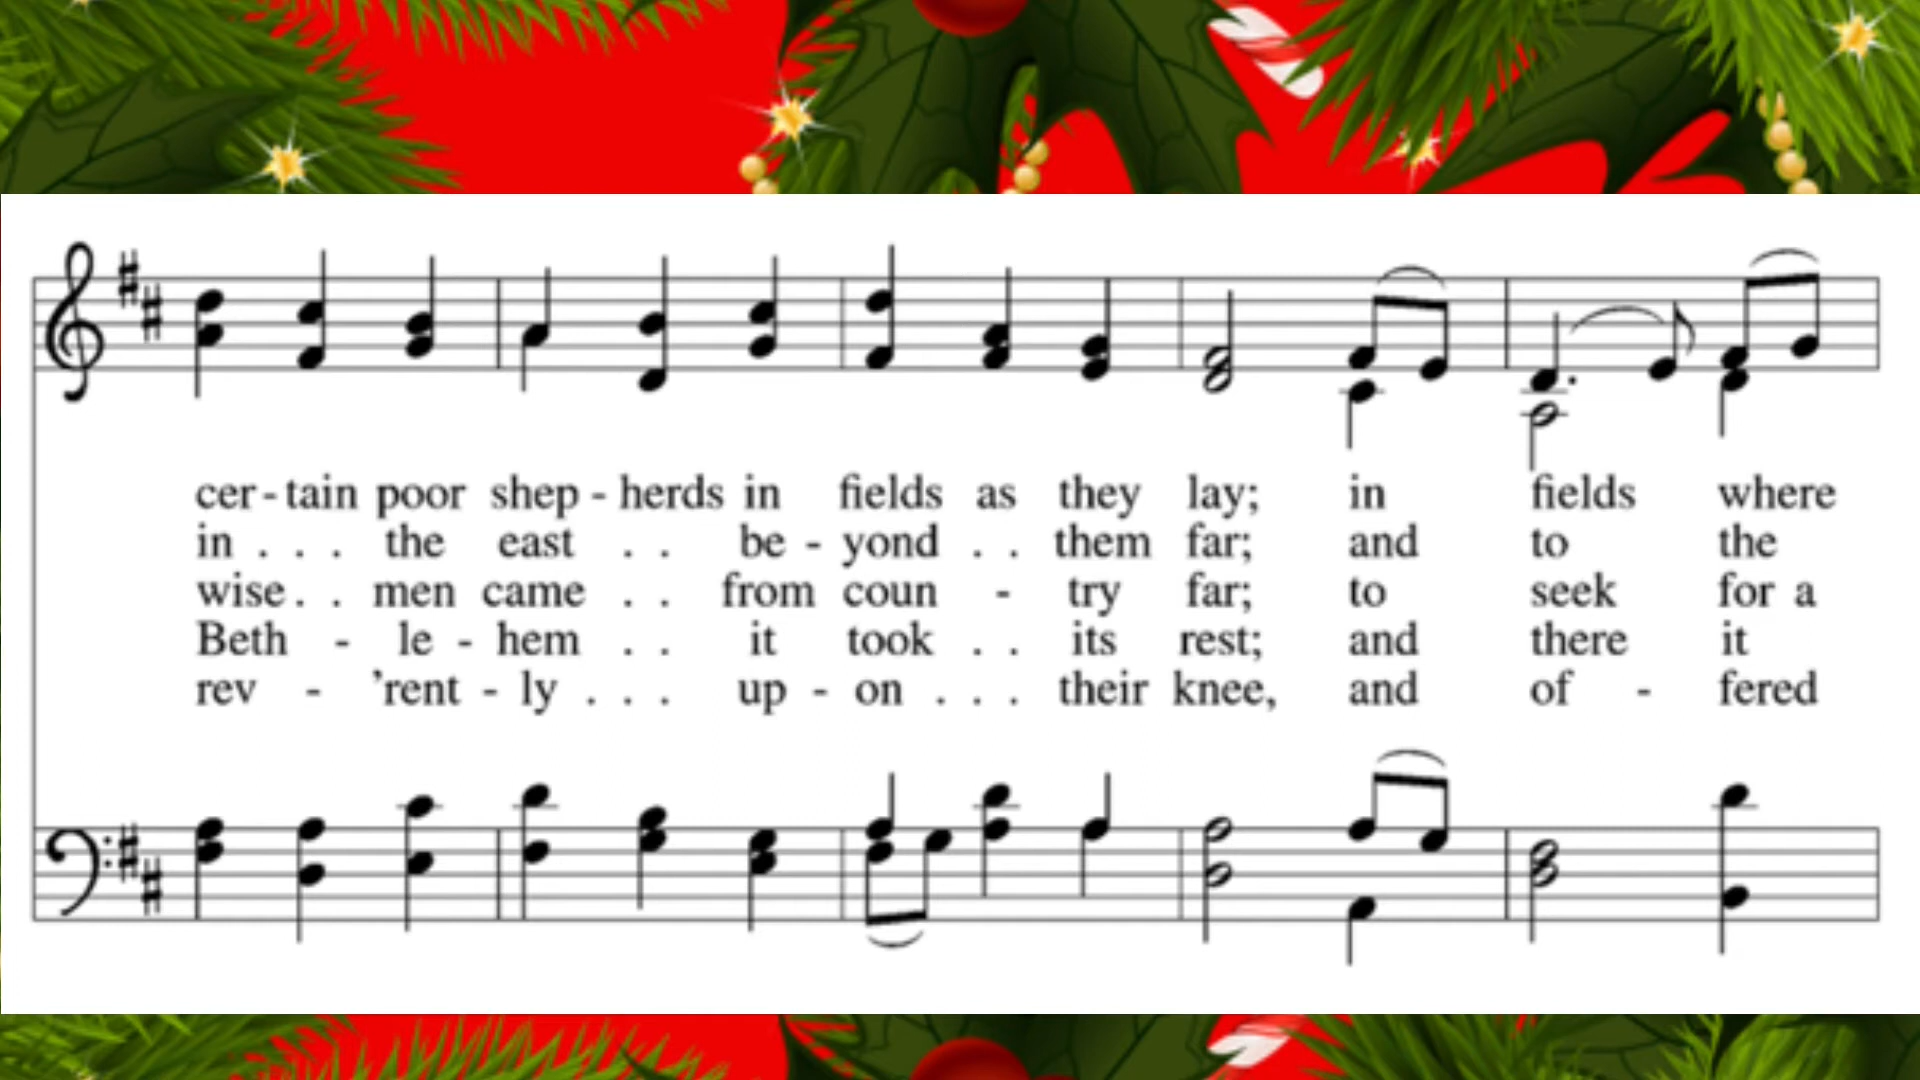 cer - tain poor shep - herds in fields as they lay; in fields where
in . . . the east . . be - yond . . them far; and to the
wise . . men came . . from coun - try far; to seek for a
Beth - le - hem . . it took . . its rest; and there it
rev - 'rent - ly . . . up - on . . . their knee, and of - fered